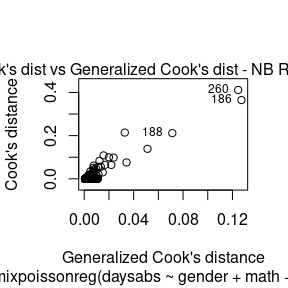 k's dist vs Generalized Cook's dist - NB R
Cook's distance
0.4
0.2
0.0
260
186
188
0.00
0.04
0.08
0.12
Generalized Cook's distance
mixpoissonreg(daysabs ~ gender + math -